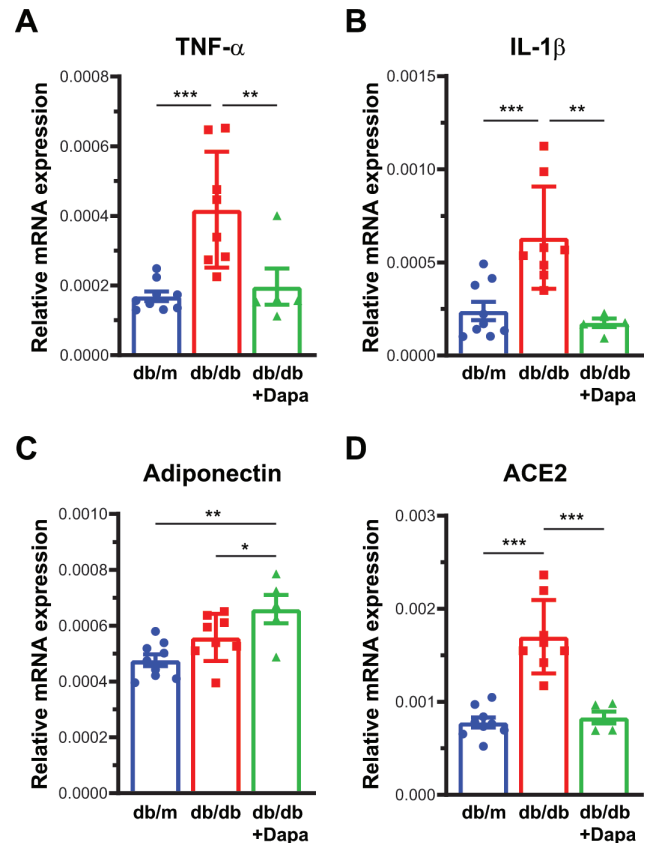 A
TNF-α
Relative mRNA expression
0.0008
0.0006
0.0004
0.0002
0.0000
***
**
db/m
db/db
db/db
+Dapa
B
IL-1β
Relative mRNA expression
0.0015
0.0010
0.0005
0.0000
***
**
db/m
db/db
db/db
+Dapa
C
Adiponectin
Relative mRNA expression
0.0010
0.0008
0.0006
0.0004
0.0002
0.0000
**
*
db/m
db/db
db/db
+Dapa
D
ACE2
Relative mRNA expression
0.003
0.002
0.001
0.000
***
***
db/m
db/db
db/db
+Dapa